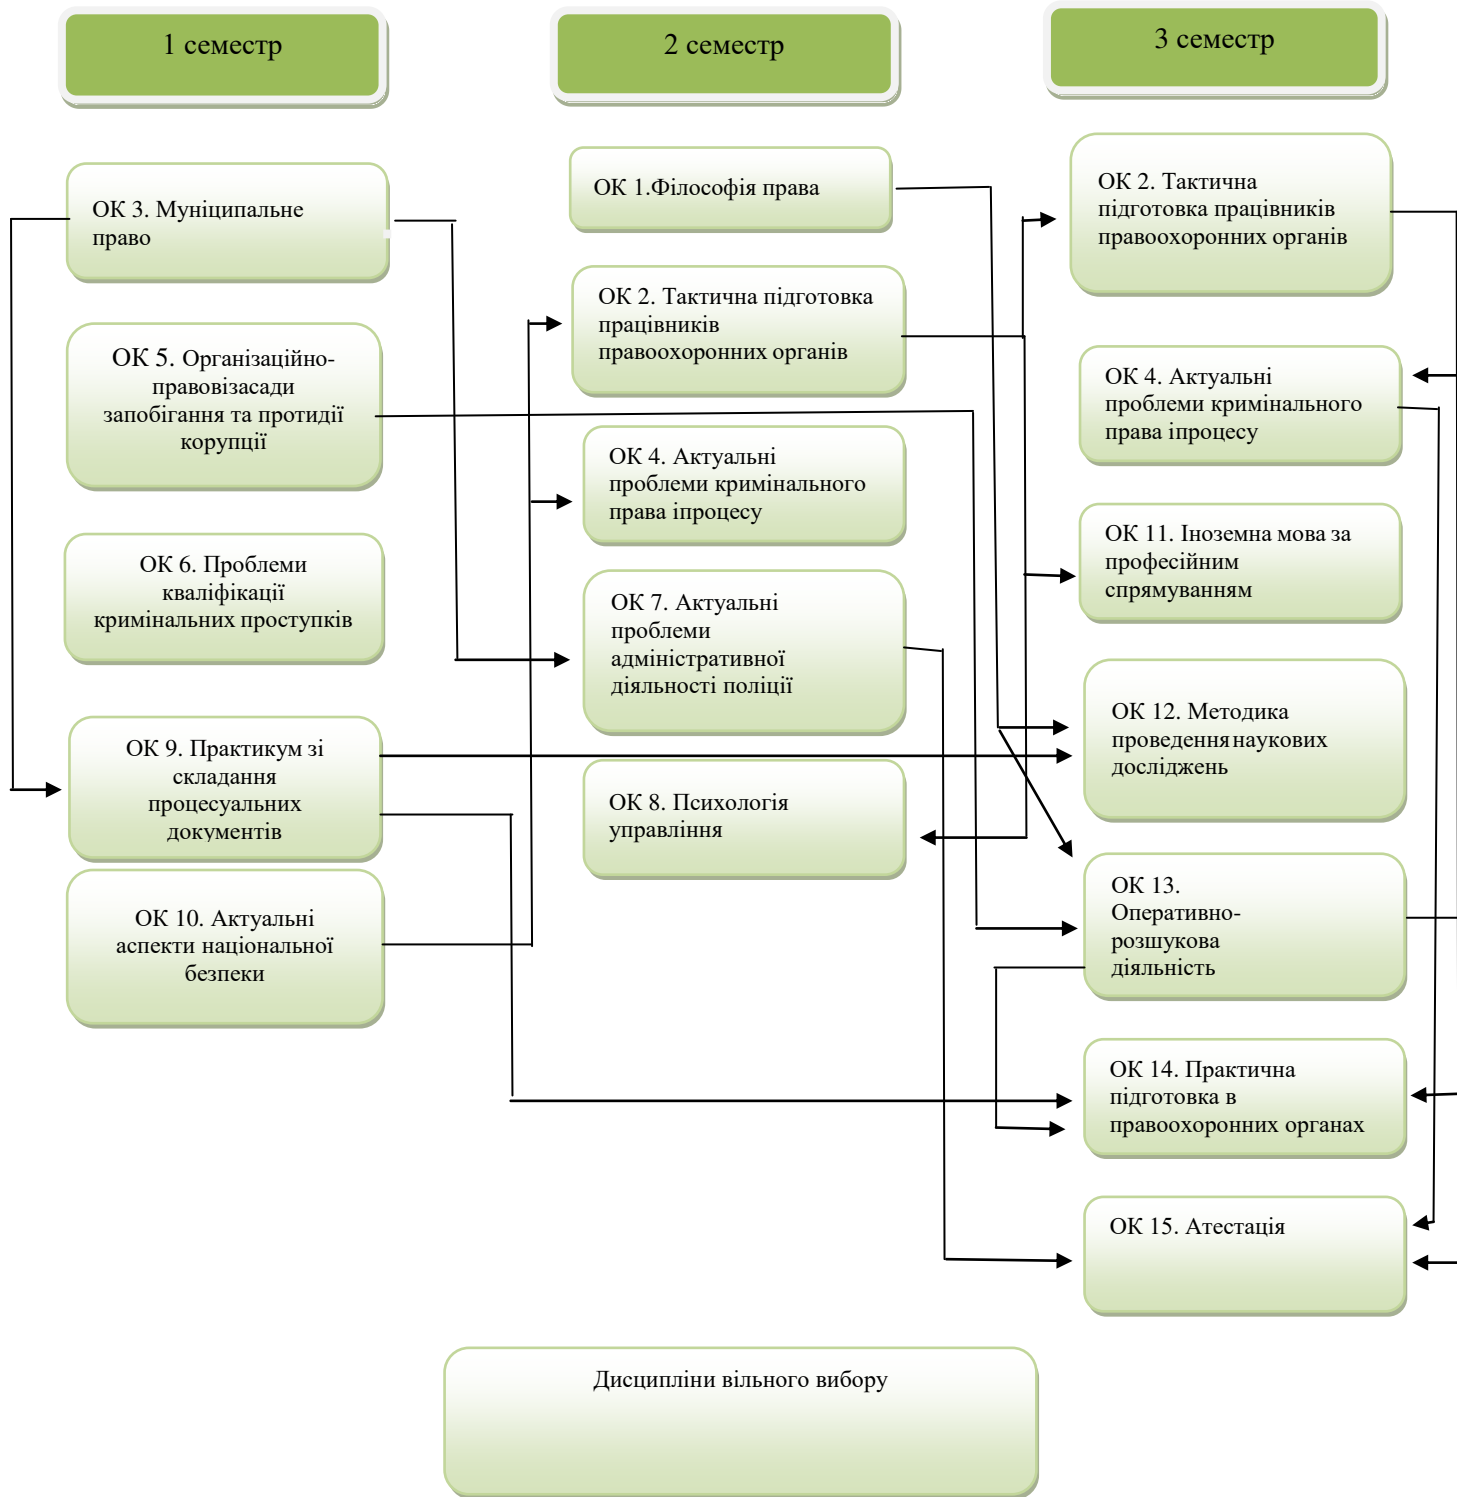 1 семестр
2 семестр
3 семестр
ОК 3. Муніципальне
право
ОК 5. Організаційно-
правовізасади
запобігання та протидії
корупції
ОК 6. Проблеми
кваліфікації
кримінальних проступків
ОК 9. Практикум зі
складання
процесуальних
документів
ОК 10. Актуальні
аспекти національної
безпеки
ОК 1.Філософія права
ОК 2. Тактична підготовка
працівників
правоохоронних органів
ОК 4. Актуальні
проблеми кримінального
права іпроцесу
ОК 7. Актуальні
проблеми
адміністративної
діяльності поліції
ОК 8. Психологія
управління
ОК 2. Тактична
підготовка працівників
правоохоронних органів
ОК 4. Актуальні
проблеми кримінального
права іпроцесу
ОК 11. Іноземна мова за
професійним
спрямуванням
ОК 12. Методика
проведення наукових
досліджень
ОК 13.
Оперативно-
розшукова
діяльність
ОК 14. Практична
підготовка в
правоохоронних органах
ОК 15. Атестація
Дисципліни вільного вибору